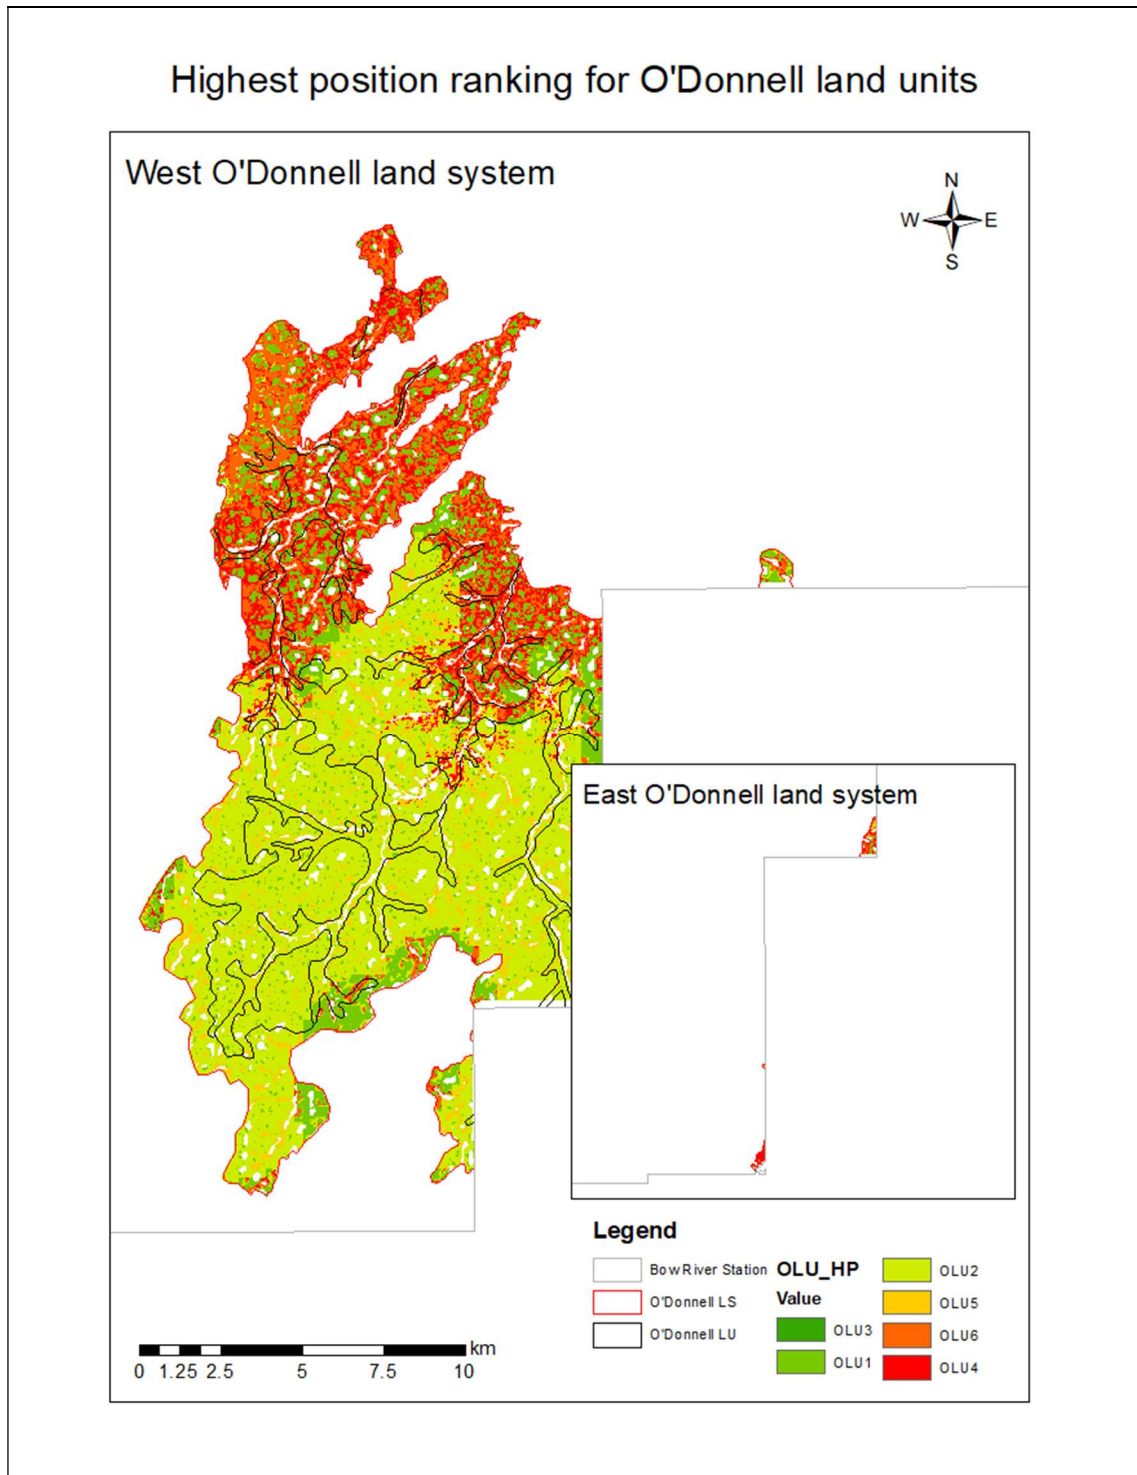 Highest position ranking for O'Donnell land units
West O'Donnell land system
N
W E
S
East O'Donnell land system
Legend
Bow River Station
O'Donnell LS
O'Donnell LU
OLU_HP
Value
OLU3
OLU1
OLU2
OLU5
OLU6
OLU4
km
0 1.25 2.5 5 7.5 10